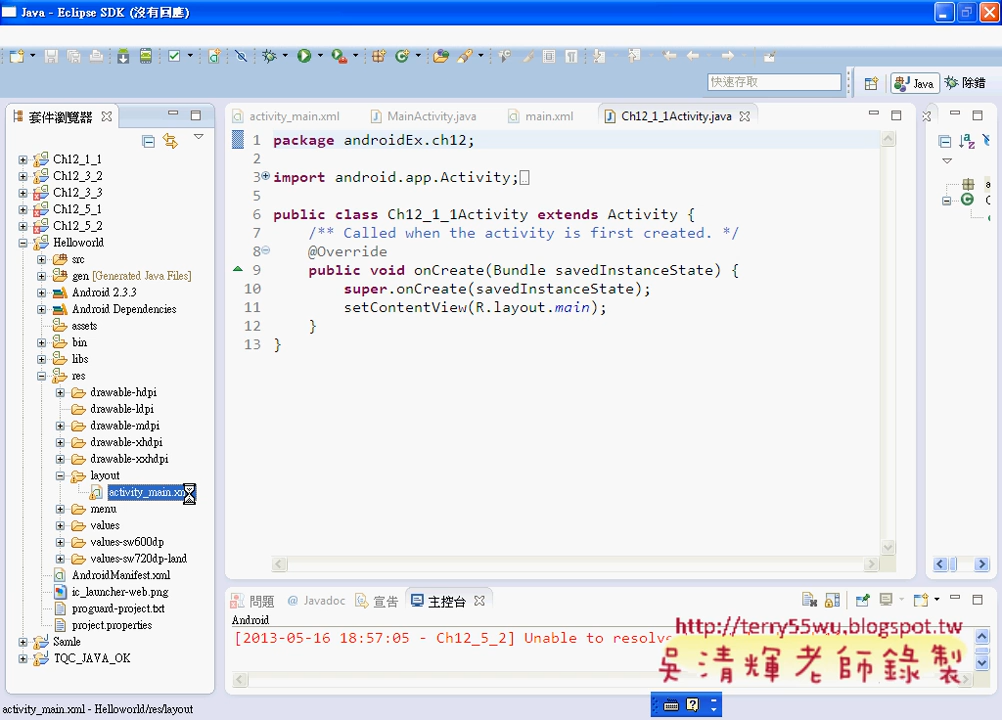 Java - Eclipse SDK (沒有回應)
快速存取
Java
除錯
套件瀏覽器
Ch12_1_1
Ch12_3_2
Ch12_3_3
Ch12_5_1
Ch12_5_2
Helloworld
src
gen [Generated Java Files]
Android 2.3.3
Android Dependencies
assets
bin
libs
res
drawable-hdpi
drawable-ldpi
drawable-mdpi
drawable-xhdpi
drawable-xxhdpi
layout
activity_main.xm
menu
values
values-sw600dp
values-sw720dp-land
AndroidManifest.xml
ic_launcher-web.png
proguard-project.txt
project.properties
Samle
TQC_JAVA_OK
activity_main.xml
MainActivity.java
main.xml
Ch12_1_1Activity.java
1 package androidEx.ch12;
2
3 import android.app.Activity;
5
6 public class Ch12_1_1Activity extends Activity {
7 /** Called when the activity is first created. */
8 @Override
9 public void onCreate(Bundle savedInstanceState) {
10 super.onCreate(savedInstanceState);
11 setContentView(R.layout.main);
12 }
13 }
問題
@ Javadoc
宣告
主控台
Android
[2013-05-16 18:57:05 - Ch12_5_2] Unable to resolve
http://terry55wu.blogspot.tw
吳清輝老師錄製
activity_main.xml - Helloworld/res/layout